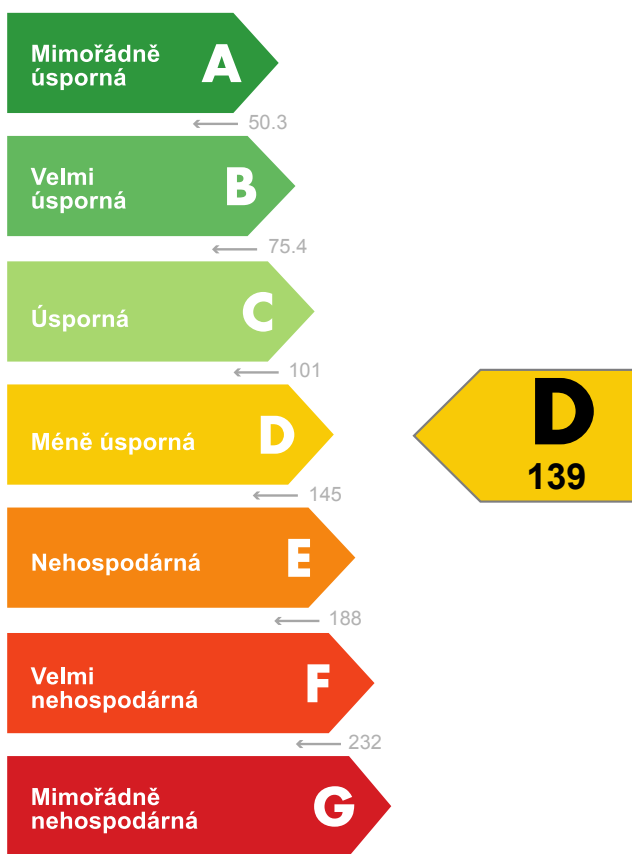 Mimořádně
úsporná
A
50.3
Velmi
úsporná
B
75.4
Úsporná
C
101
Méně úsporná
D
145
D
139
Nehospodárná
E
188
Velmi
nehospodárná
F
232
Mimořádně
nehospodárná
G